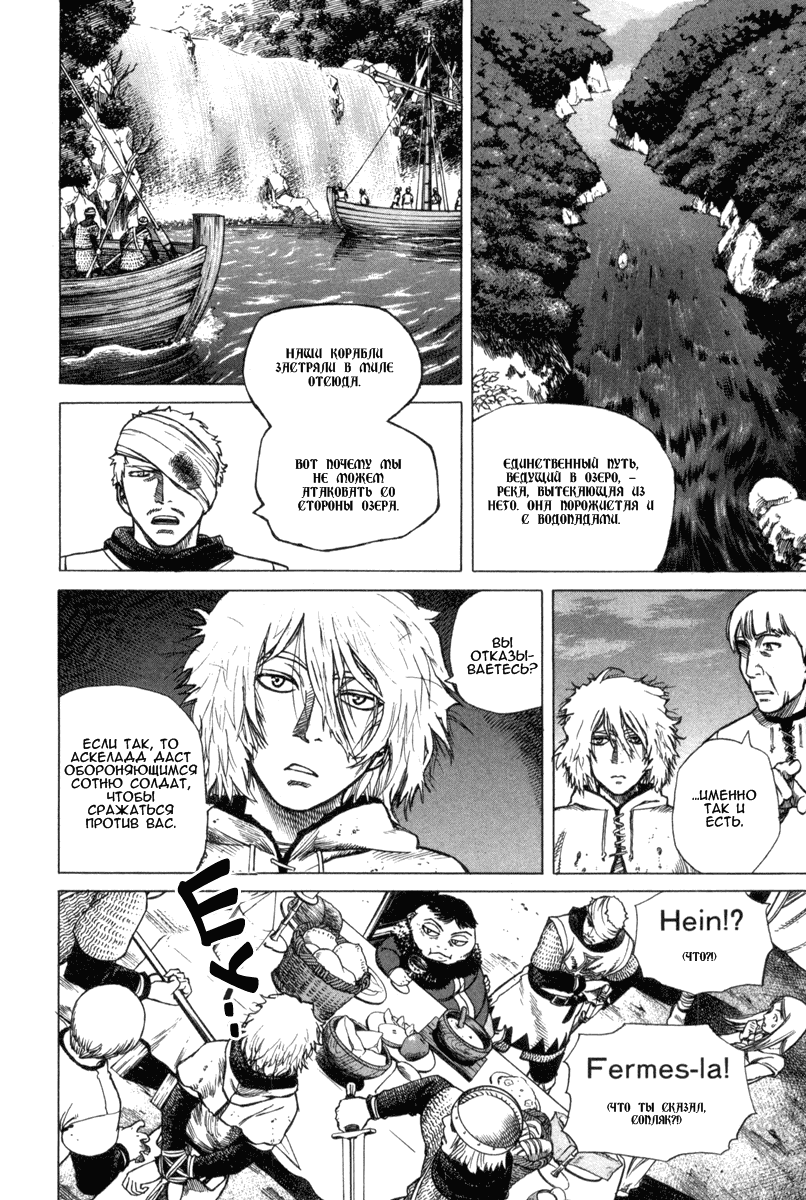 ЕДИНСТВЕННЫЙ ПУТЬ,
ВЕДУЩИЙ В ОЗЕРО, –
РЕКА, ВЫТЕКАЮЩАЯ ИЗ
НЕГО. ОНА ПОРОЖИСТАЯ И
С ВОДОПАДАМИ.
НАШИ КОРАБЛИ
ЗАСТРЯЛИ В МИЛЕ
ОТСЮДА.
ВОТ ПОЧЕМУ МЫ
НЕ МОЖЕМ
АТАКОВАТЬ СО
СТОРОНЫ ОЗЕРА.
...ИМЕННО
ТАК И
ЕСТЬ.
ВЫ
ОТКАЗЫ-
ВАЕТЕСЬ?
ЕСЛИ ТАК, ТО
АСКЕЛАДД ДАСТ
ОБОРОНЯЮЩИМСЯ
СОТНЮ СОЛДАТ,
ЧТОБЫ
СРАЖАТЬСЯ
ПРОТИВ ВАС.
Hein!?
(ЧТО?!)
Fermes-la!
(ЧТО ТЫ СКАЗАЛ,
СОПЛЯК?!)
ШУ...